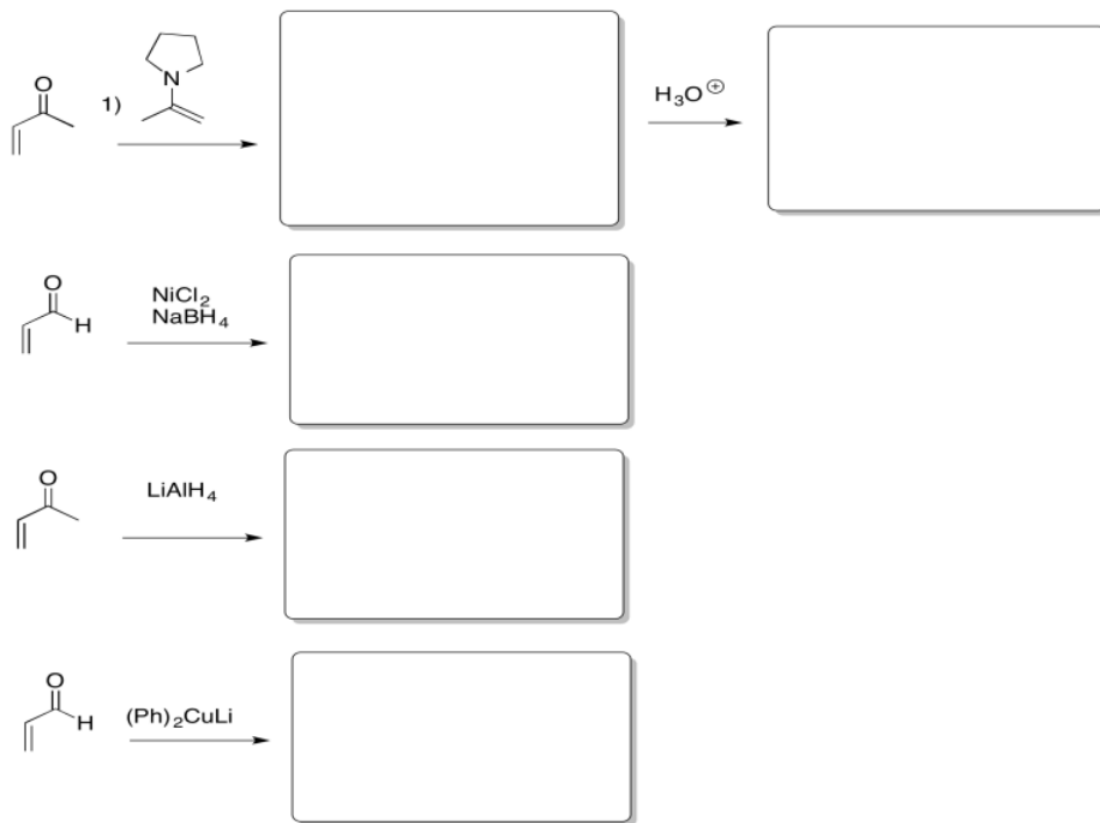 O
1)
N
H₃O⊕
O
H
NiCl₂
NaBH₄
O
LiAlH₄
O
H
(Ph)₂CuLi